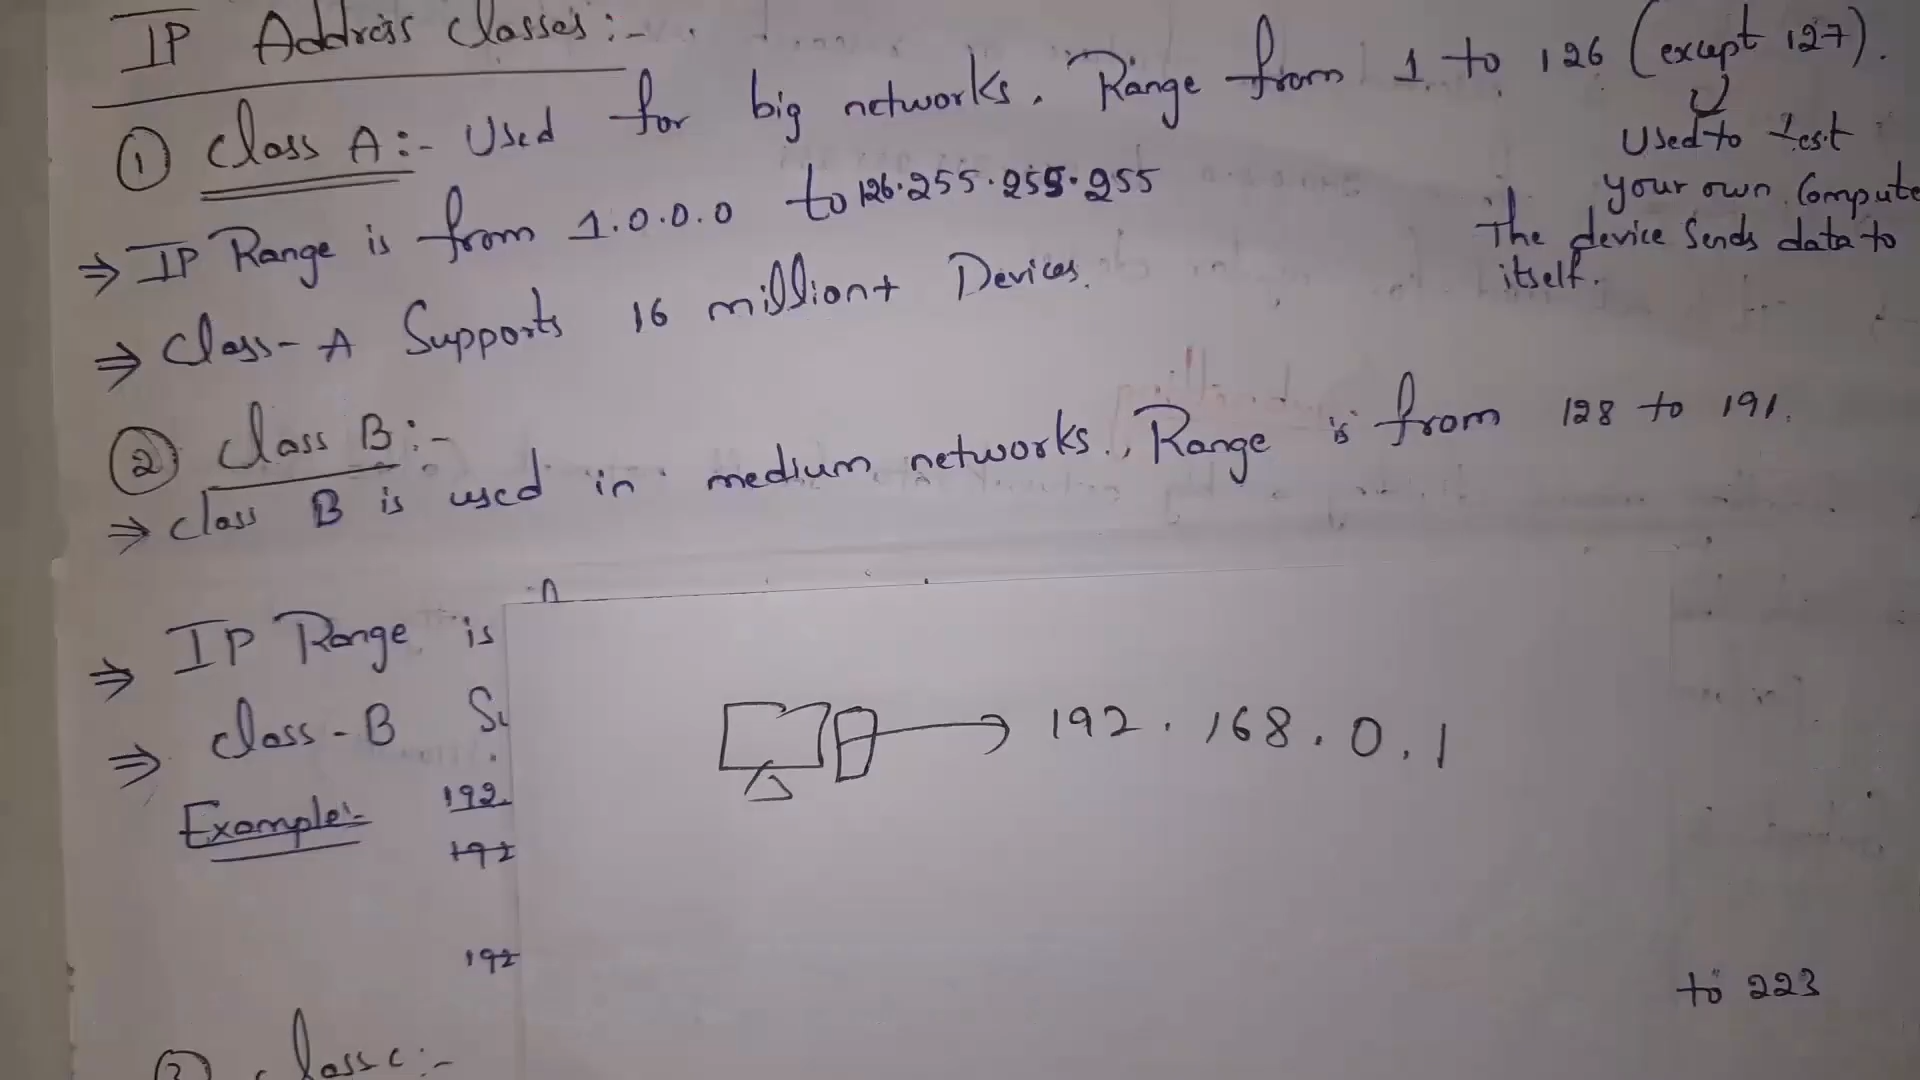 IP Address Classes:-
① Class A:- Used for big networks. Range from 1 to 126 (except 127).
Used to test
your own Compute
The device Sends data to
itself.
⇒ IP Range is from 1.0.0.0 to 126.255.255.255
⇒ Class-A Supports 16 million+ Devices.
② Class B:-
⇒ class B is used in medium networks., Range is from 128 to 191.
⇒ IP Range is
⇒ class-B Su
192.168.0.1
Example:- 192.
192
192
to 223
③ class c:-